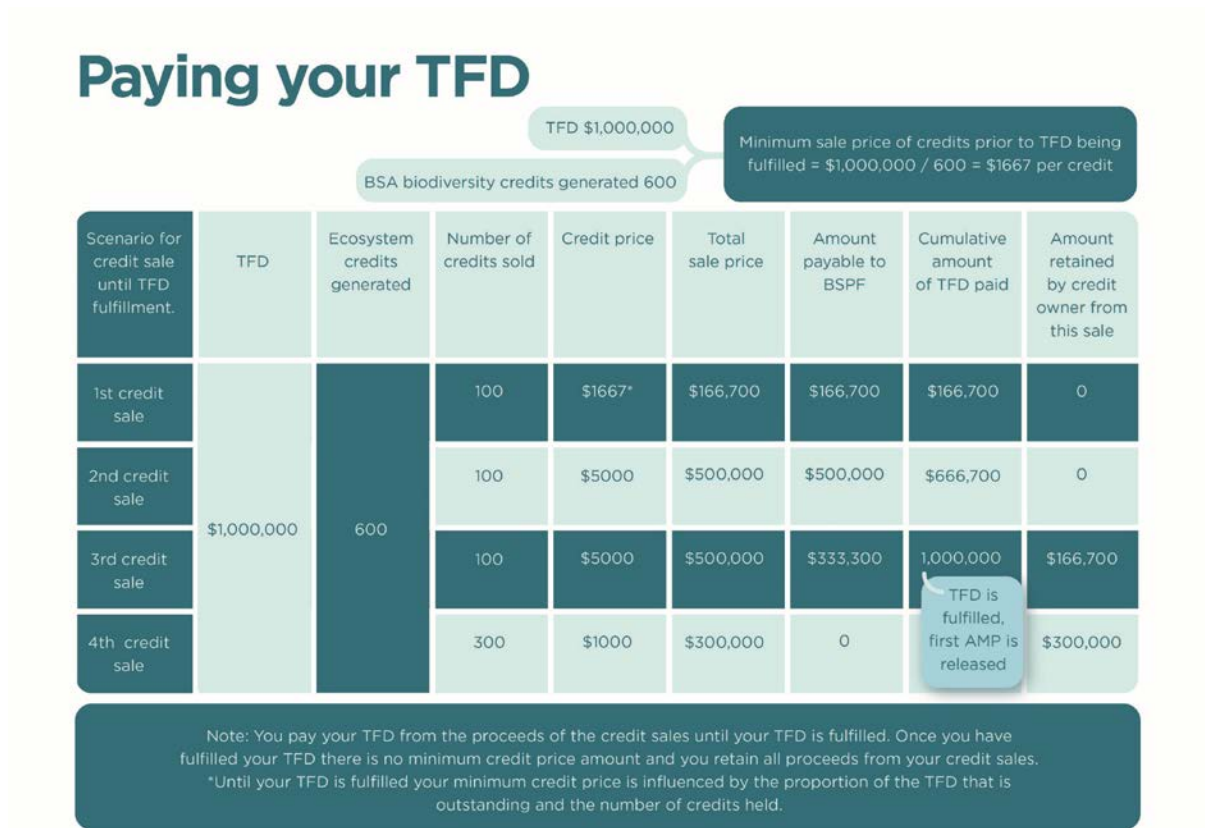 Paying your TFD
TFD $1,000,000
BSA biodiversity credits generated 600
Minimum sale price of credits prior to TFD being
fulfilled = $1,000,000 / 600 = $1667 per credit
Scenario for
credit sale
until TFD
fulfillment.
TFD
Ecosystem
credits
generated
Number of
credits sold
Credit price
Total
sale price
Amount
payable to
BSPF
Cumulative
amount
of TFD paid
Amount
retained
by credit
owner from
this sale
1st credit
sale
100
$1667*
$166,700
$166,700
$166,700
0
2nd credit
sale
100
$5000
$500,000
$500,000
$666,700
0
$1,000,000
600
3rd credit
sale
100
$5000
$500,000
$333,300
1,000,000
$166,700
TFD is
fulfilled,
first AMP is
released
4th credit
sale
300
$1000
$300,000
0
$300,000
Note: You pay your TFD from the proceeds of the credit sales until your TFD is fulfilled. Once you have
fulfilled your TFD there is no minimum credit price amount and you retain all proceeds from your credit sales.
*Until your TFD is fulfilled your minimum credit price is influenced by the proportion of the TFD that is
outstanding and the number of credits held.